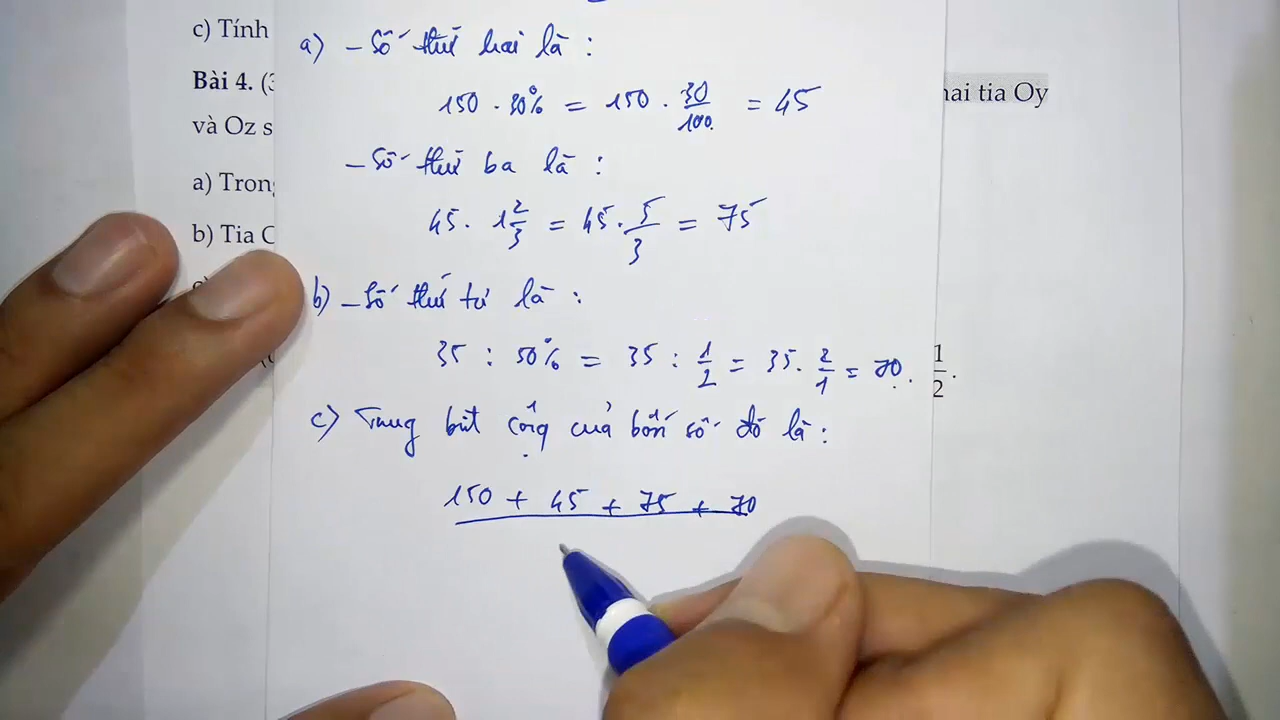 c) Tính
a) - Số thứ hai là :
Bài 4. (3
150 . 30% = 150 . 30/100 = 45
hai tia Oy
và Oz s
- Số thứ ba là :
a) Trong
45 . 1 2/3 = 45 . 5/3 = 75
b) Tia O
b) - Số thứ tư là :
35 : 50% = 35 : 1/2 = 35 . 2/1 = 70 .
1/2 .
c) Trung bình cộng của bốn số đó là :
150 + 45 + 75 + 70